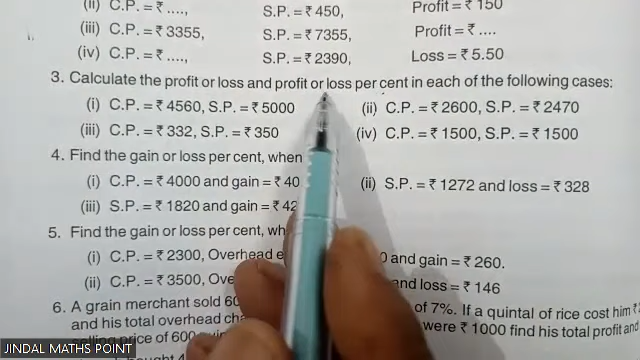 (ii) C.P. = ₹ ...., S.P. = ₹ 450, Profit = ₹ 150
(iii) C.P. = ₹ 3355, S.P. = ₹ 7355, Profit = ₹ ....
(iv) C.P. = ₹ ...., S.P. = ₹ 2390, Loss = ₹ 5.50
3. Calculate the profit or loss and profit or loss per cent in each of the following cases:
(i) C.P. = ₹ 4560, S.P. = ₹ 5000 (ii) C.P. = ₹ 2600, S.P. = ₹ 2470
(iii) C.P. = ₹ 332, S.P. = ₹ 350 (iv) C.P. = ₹ 1500, S.P. = ₹ 1500
4. Find the gain or loss per cent, when
(i) C.P. = ₹ 4000 and gain = ₹ 40 (ii) S.P. = ₹ 1272 and loss = ₹ 328
(iii) S.P. = ₹ 1820 and gain = ₹ 42
5. Find the gain or loss per cent,
(i) C.P. = ₹ 2300, Overhead and gain = ₹ 260.
(ii) C.P. = ₹ 3500, and loss = ₹ 146
6. A grain merchant sold of 7%. If a quintal of rice cost him ₹
and his total overhead were ₹ 1000 find his total profit and
selling price of 600
JINDAL MATHS POINT